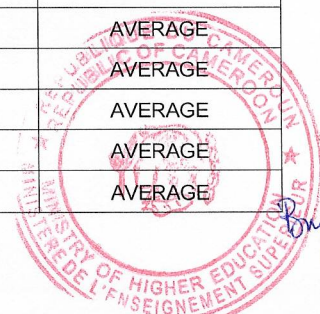 AVERAGE
AVERAGE
AVERAGE
AVERAGE
AVERAGE
REPUBLIQUE DU CAMEROUN
REPUBLIC OF CAMEROON
MINISTRY OF HIGHER EDUCATION
MINISTERE DE L'ENSEIGNEMENT SUPERIEUR